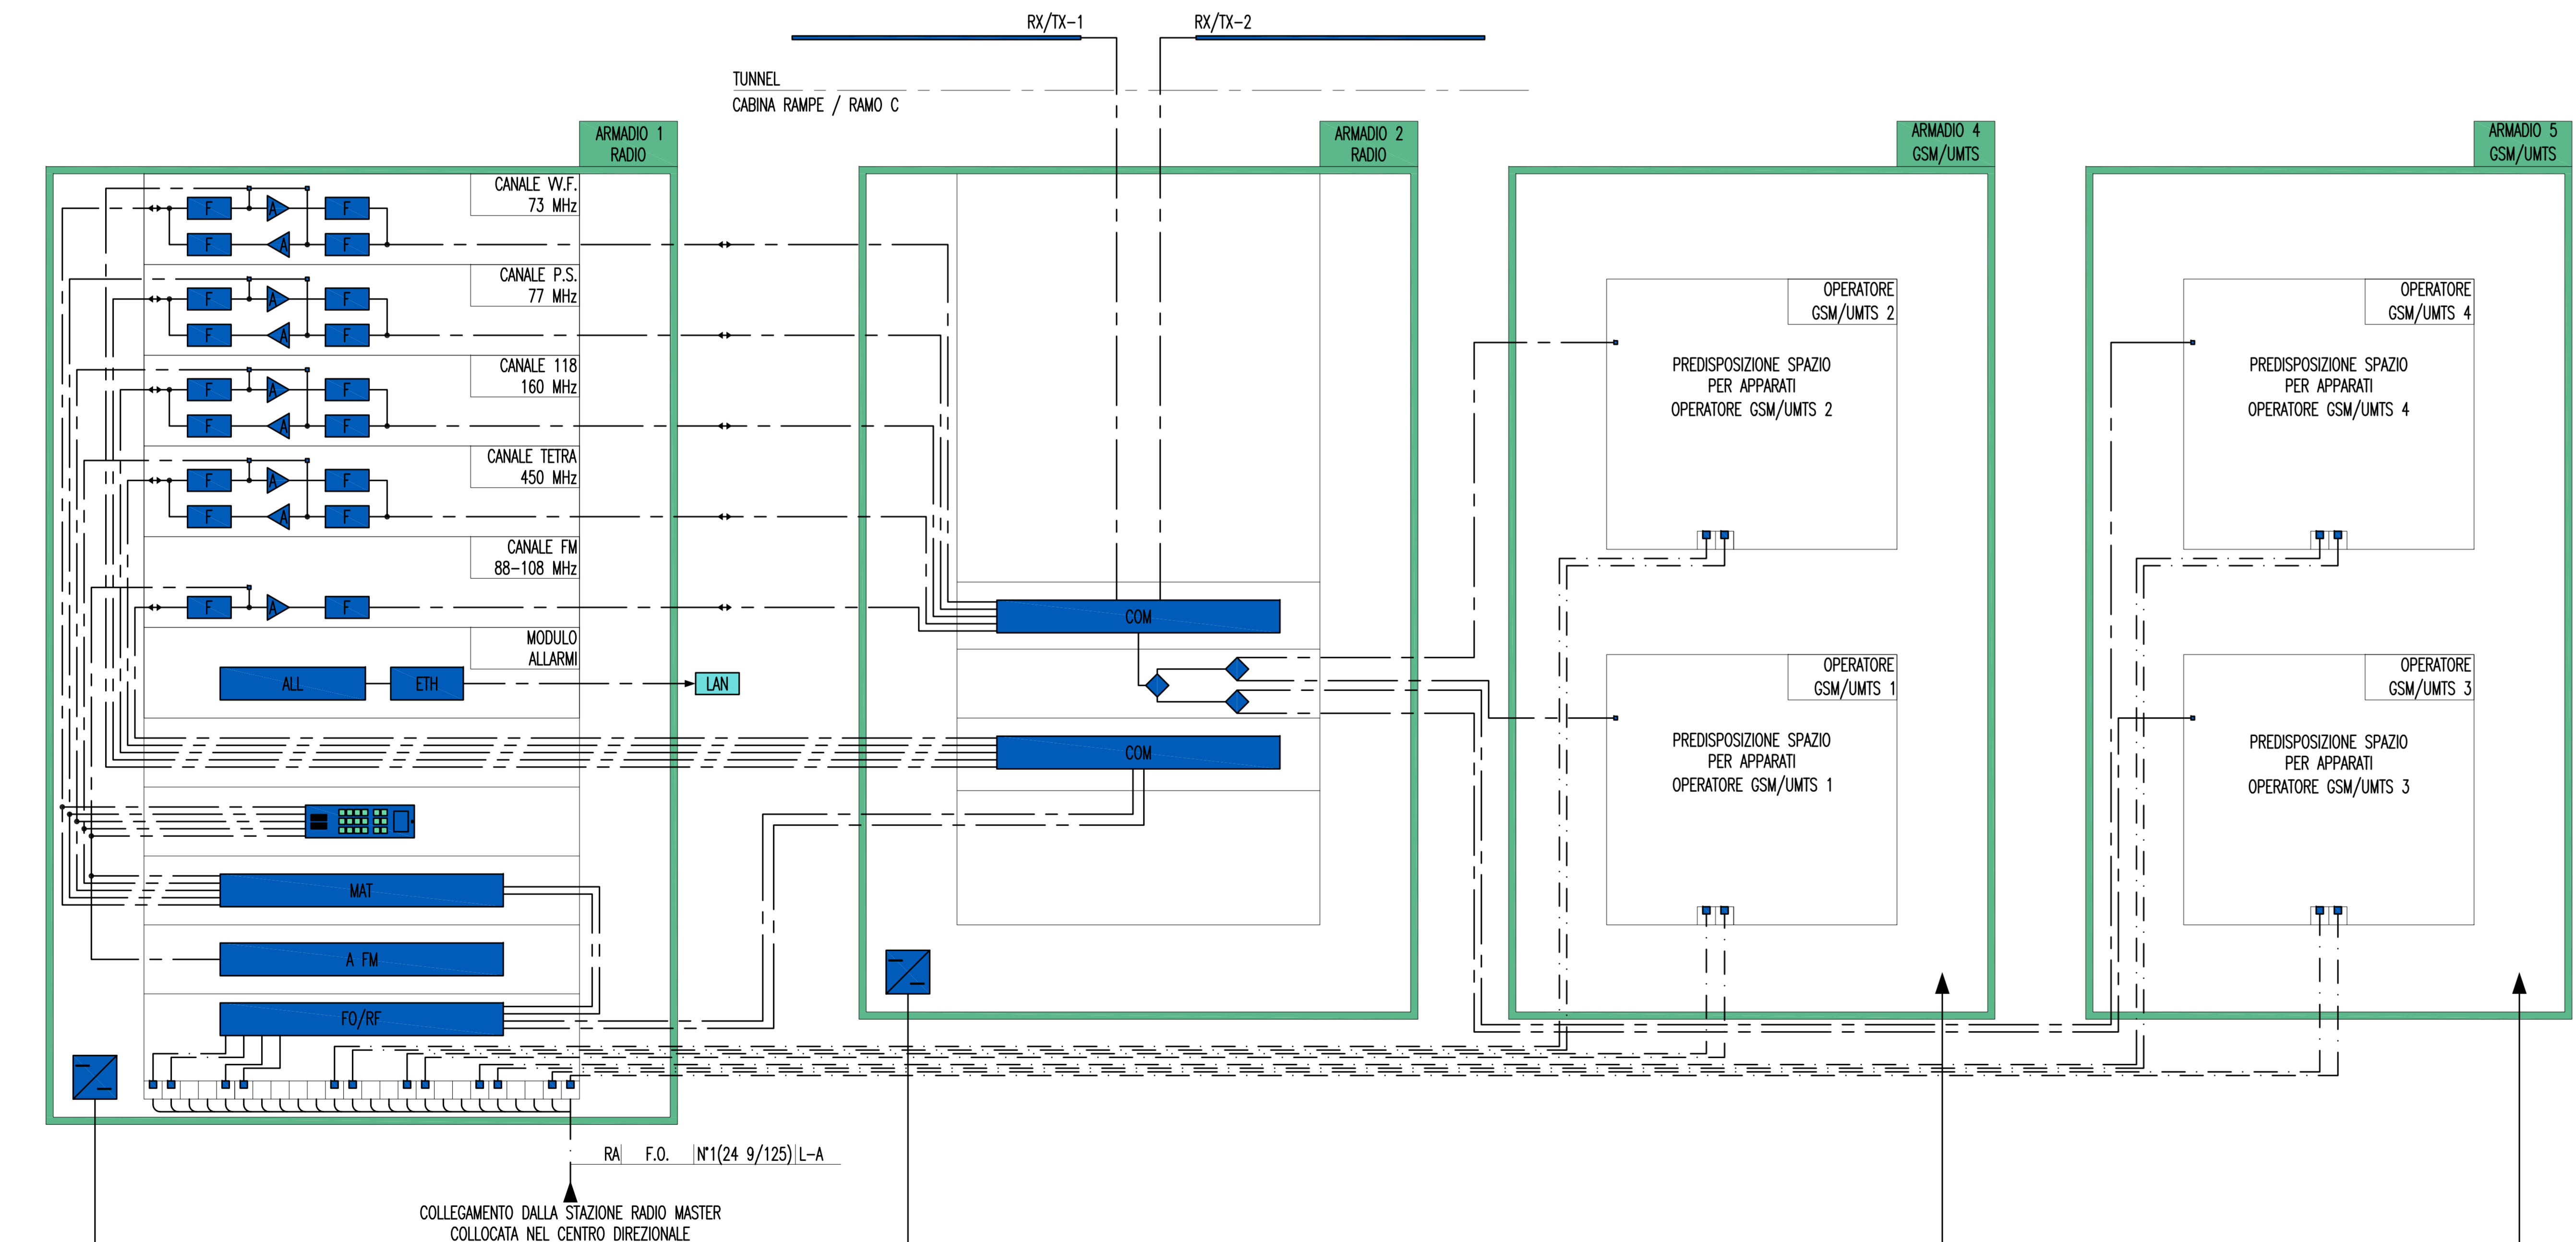 RX/TX-1
RX/TX-2
TUNNEL
CABINA RAMPE / RAMO C
ARMADIO 1
RADIO
CANALE VV.F.
73 MHz
F
A
F
F
A
F
CANALE P.S.
77 MHz
F
A
F
F
A
F
CANALE 118
160 MHz
F
A
F
F
A
F
CANALE TETRA
450 MHz
F
A
F
F
A
F
CANALE FM
88-108 MHz
F
A
F
MODULO
ALLARMI
ALL
ETH
LAN
MAT
A FM
FO/RF
ARMADIO 2
RADIO
COM
COM
ARMADIO 4
GSM/UMTS
OPERATORE
GSM/UMTS 2
PREDISPOSIZIONE SPAZIO
PER APPARATI
OPERATORE GSM/UMTS 2
OPERATORE
GSM/UMTS 1
PREDISPOSIZIONE SPAZIO
PER APPARATI
OPERATORE GSM/UMTS 1
ARMADIO 5
GSM/UMTS
OPERATORE
GSM/UMTS 4
PREDISPOSIZIONE SPAZIO
PER APPARATI
OPERATORE GSM/UMTS 4
OPERATORE
GSM/UMTS 3
PREDISPOSIZIONE SPAZIO
PER APPARATI
OPERATORE GSM/UMTS 3
RA F.O. N°1(24 9/125) L-A
COLLEGAMENTO DALLA STAZIONE RADIO MASTER
COLLOCATA NEL CENTRO DIREZIONALE